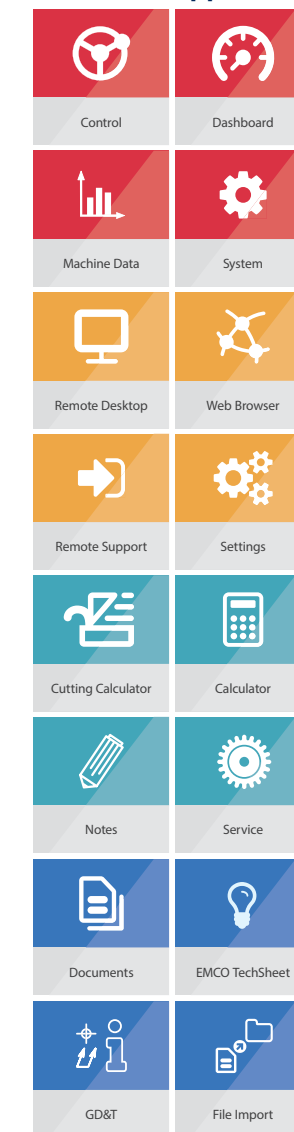 Control
Dashboard
Machine Data
System
Remote Desktop
Web Browser
Remote Support
Settings
Cutting Calculator
Calculator
Notes
Service
Documents
EMCO TechSheet
GD&T
File Import